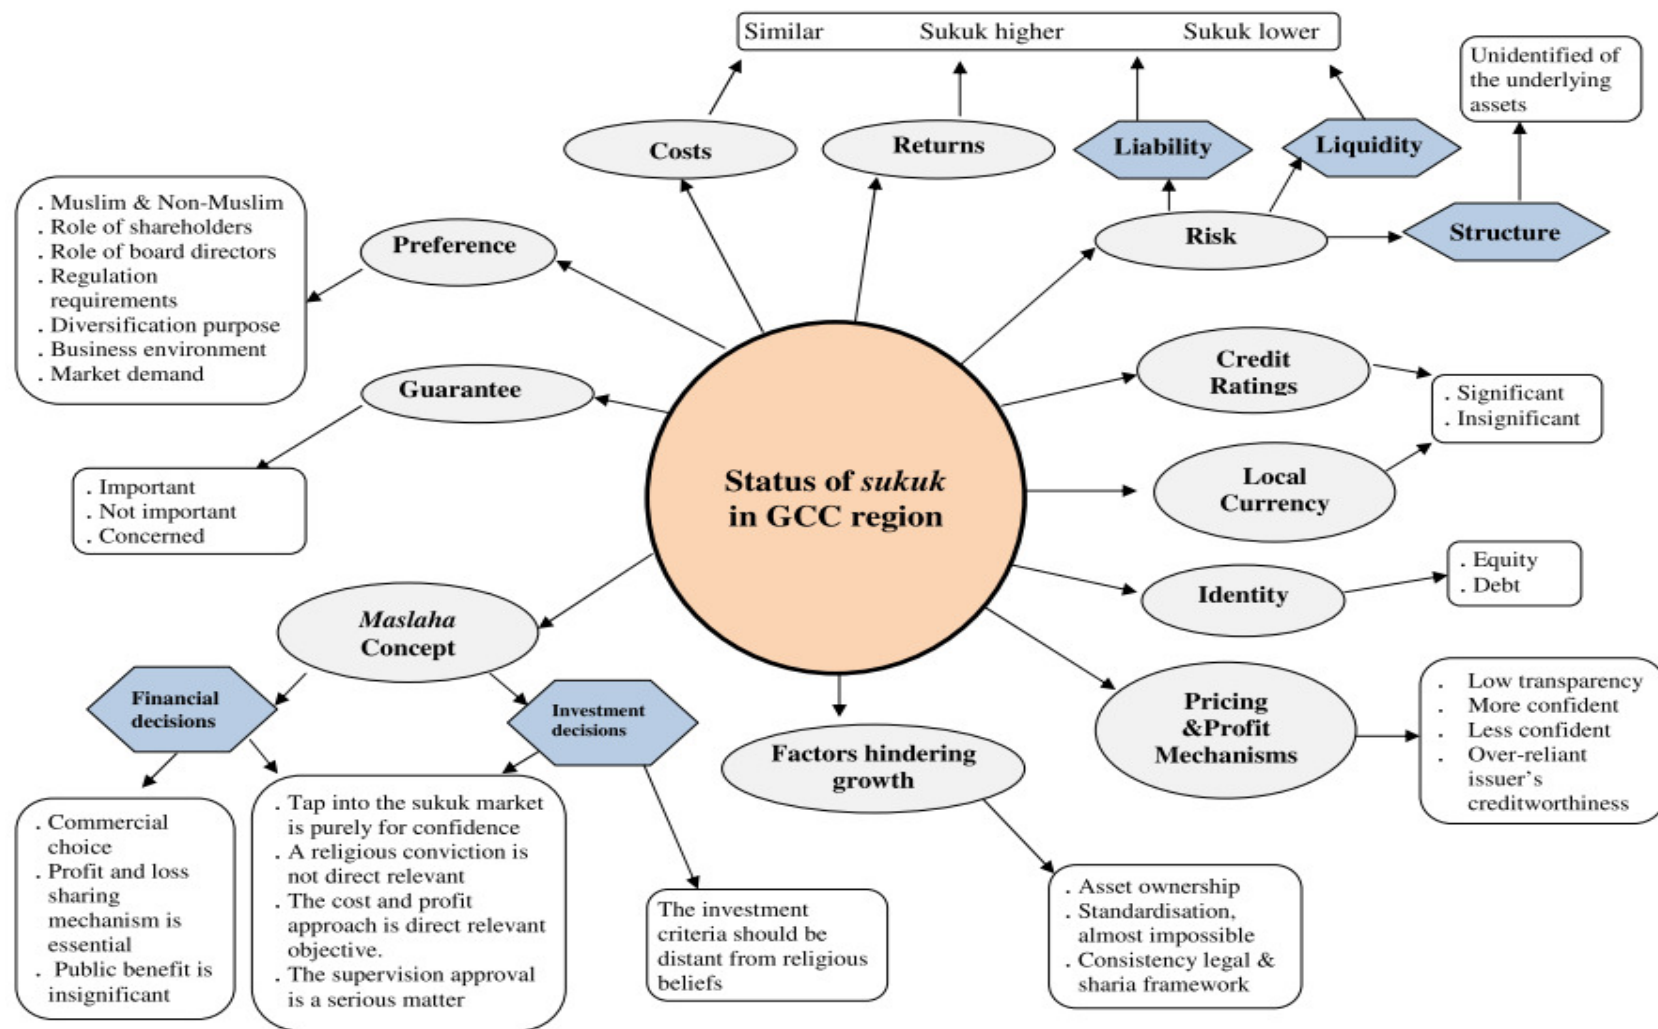 Similar Sukuk higher Sukuk lower
Unidentified of
the underlying
assets
Costs
Returns
Liability
Liquidity
. Muslim & Non-Muslim
. Role of shareholders
. Role of board directors
. Regulation
requirements
. Diversification purpose
. Business environment
. Market demand
Preference
Risk
Structure
Guarantee
Credit
Ratings
. Significant
. Insignificant
. Important
. Not important
. Concerned
Status of sukuk
in GCC region
Local
Currency
. Equity
. Debt
Identity
Maslaha
Concept
Financial
decisions
Investment
decisions
Pricing
&Profit
Mechanisms
. Low transparency
. More confident
. Less confident
. Over-reliant
issuer's
creditworthiness
Factors hindering
growth
. Commercial
choice
. Profit and loss
sharing
mechanism is
essential
. Public benefit is
insignificant
. Tap into the sukuk market
is purely for confidence
. A religious conviction is
not direct relevant
. The cost and profit
approach is direct relevant
objective.
. The supervision approval
is a serious matter
The investment
criteria should be
distant from religious
beliefs
. Asset ownership
. Standardisation,
almost impossible
. Consistency legal &
sharia framework